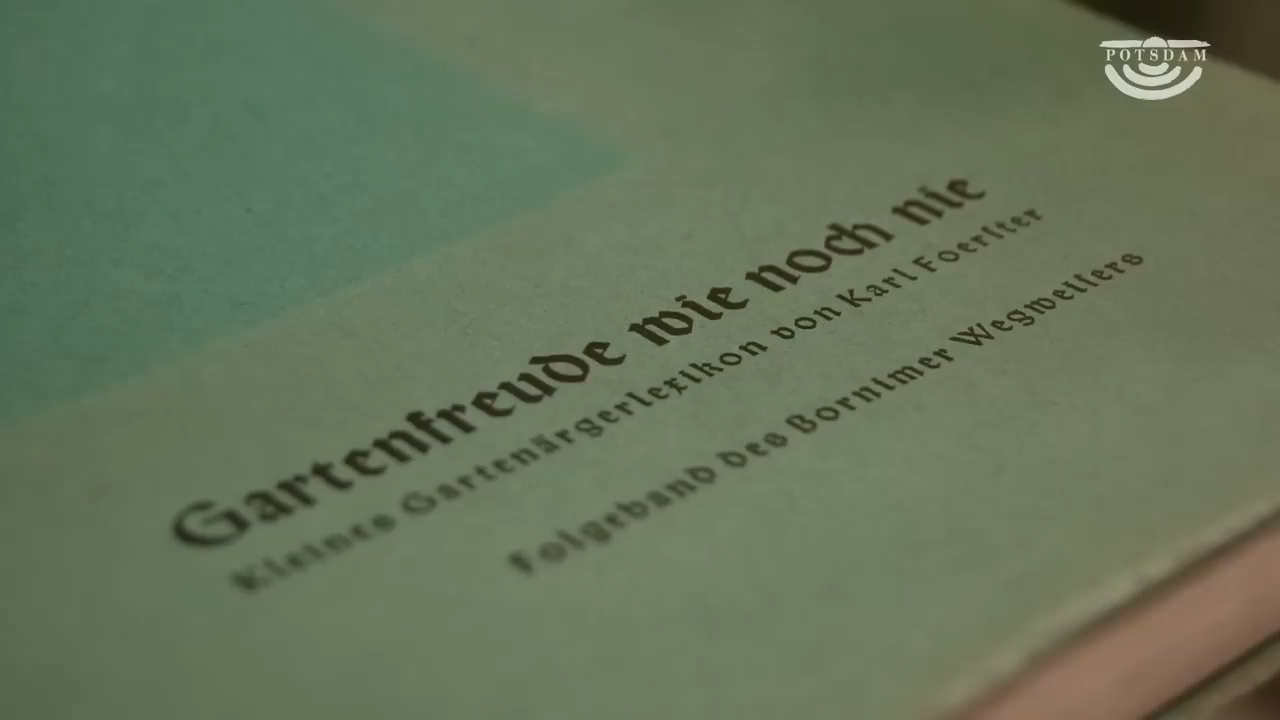 POTSDAM
Gartenfreude wie noch nie
Kleines Gartenärgerlexikon von Karl Foerſter
Folgeband des Bornimer Wegweiſers